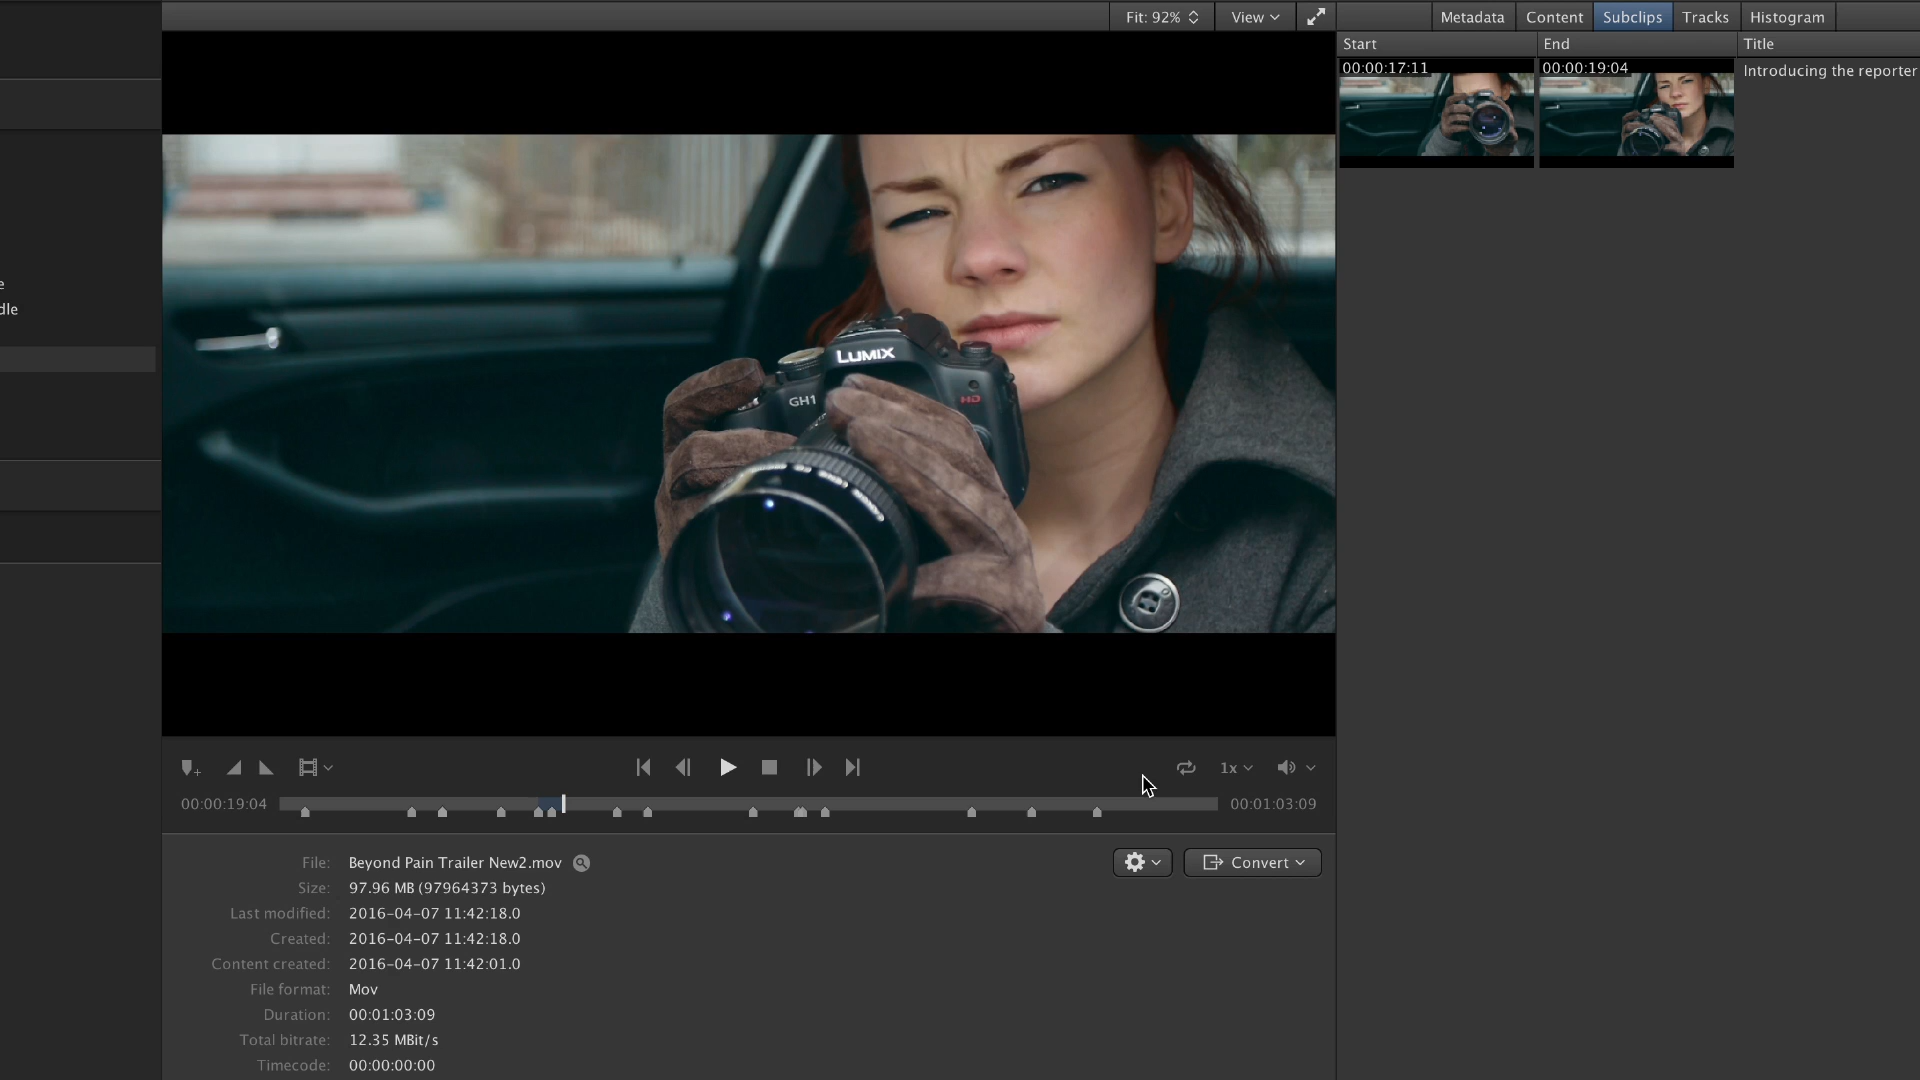 Fit: 92%
View
Metadata
Content
Subclips
Tracks
Histogram
Start
End
Title
00:00:17:11
00:00:19:04
Introducing the reporter
e
dle
LUMIX
GH1
HD
1x
00:00:19:04
00:01:03:09
File: Beyond Pain Trailer New2.mov
Convert
Size: 97.96 MB (97964373 bytes)
Last modified: 2016-04-07 11:42:18.0
Created: 2016-04-07 11:42:18.0
Content created: 2016-04-07 11:42:01.0
File format: Mov
Duration: 00:01:03:09
Total bitrate: 12.35 MBit/s
Timecode: 00:00:00:00